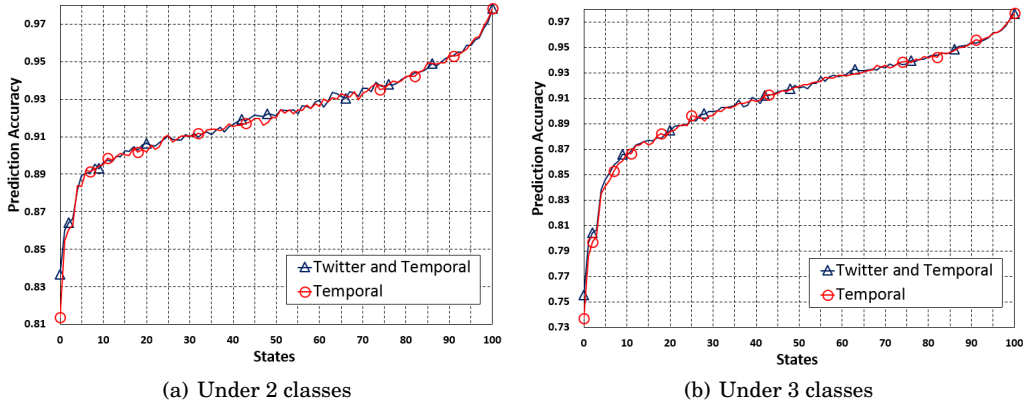 0.97
0.95
0.93
0.91
0.89
0.87
0.85
0.83
0.81
Prediction Accuracy
0 10 20 30 40 50 60 70 80 90 100
States
Twitter and Temporal
Temporal
(a) Under 2 classes
0.97
0.95
0.93
0.91
0.89
0.87
0.85
0.83
0.81
0.79
0.77
0.75
0.73
Prediction Accuracy
0 10 20 30 40 50 60 70 80 90 100
States
Twitter and Temporal
Temporal
(b) Under 3 classes